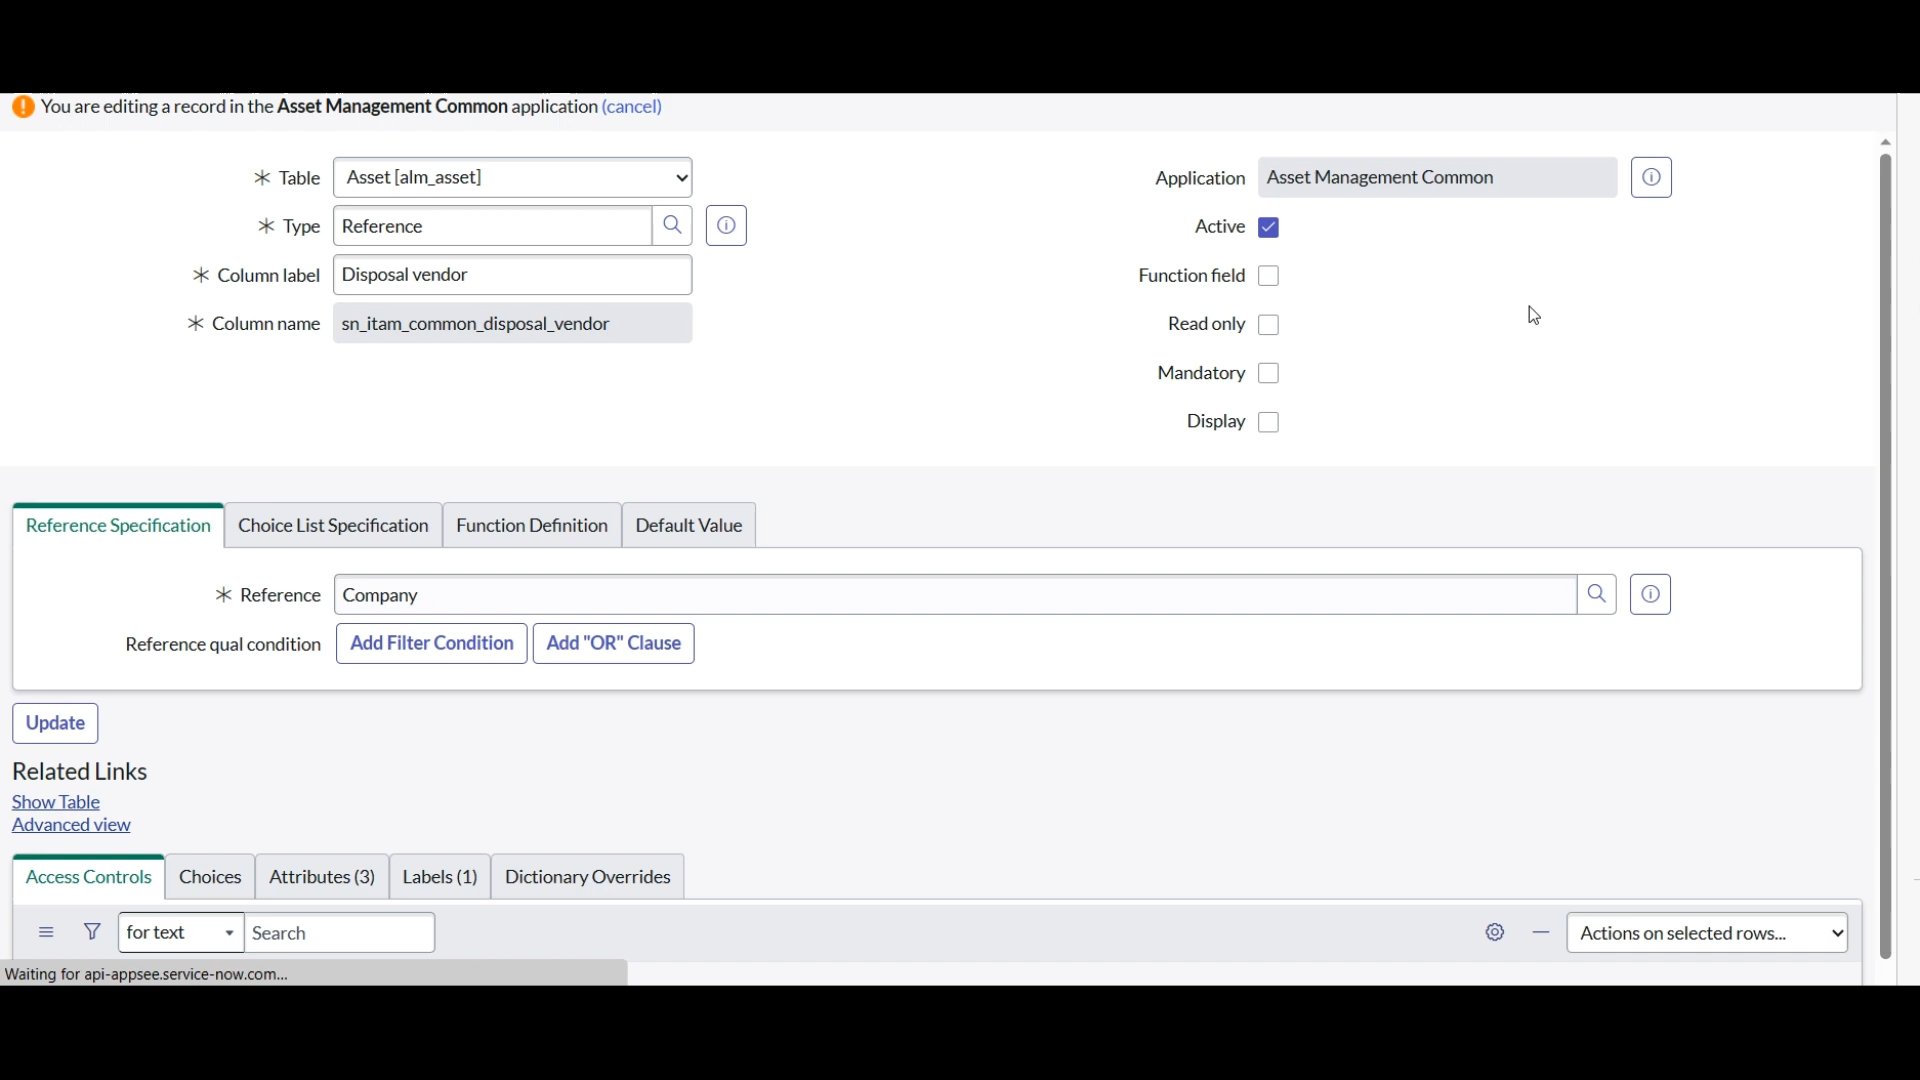 You are editing a record in the Asset Management Common application (cancel)
Table Asset [alm_asset]
Type Reference
Column label Disposal vendor
Column name sn_itam_common_disposal_vendor
Application Asset Management Common
Active
Function field
Read only
Mandatory
Display
Reference Specification Choice List Specification Function Definition Default Value
Reference Company
Reference qual condition Add Filter Condition Add "OR" Clause
Update
Related Links
Show Table
Advanced view
Access Controls Choices Attributes (3) Labels (1) Dictionary Overrides
for text Search Actions on selected rows...
Waiting for api-appsee.service-now.com...